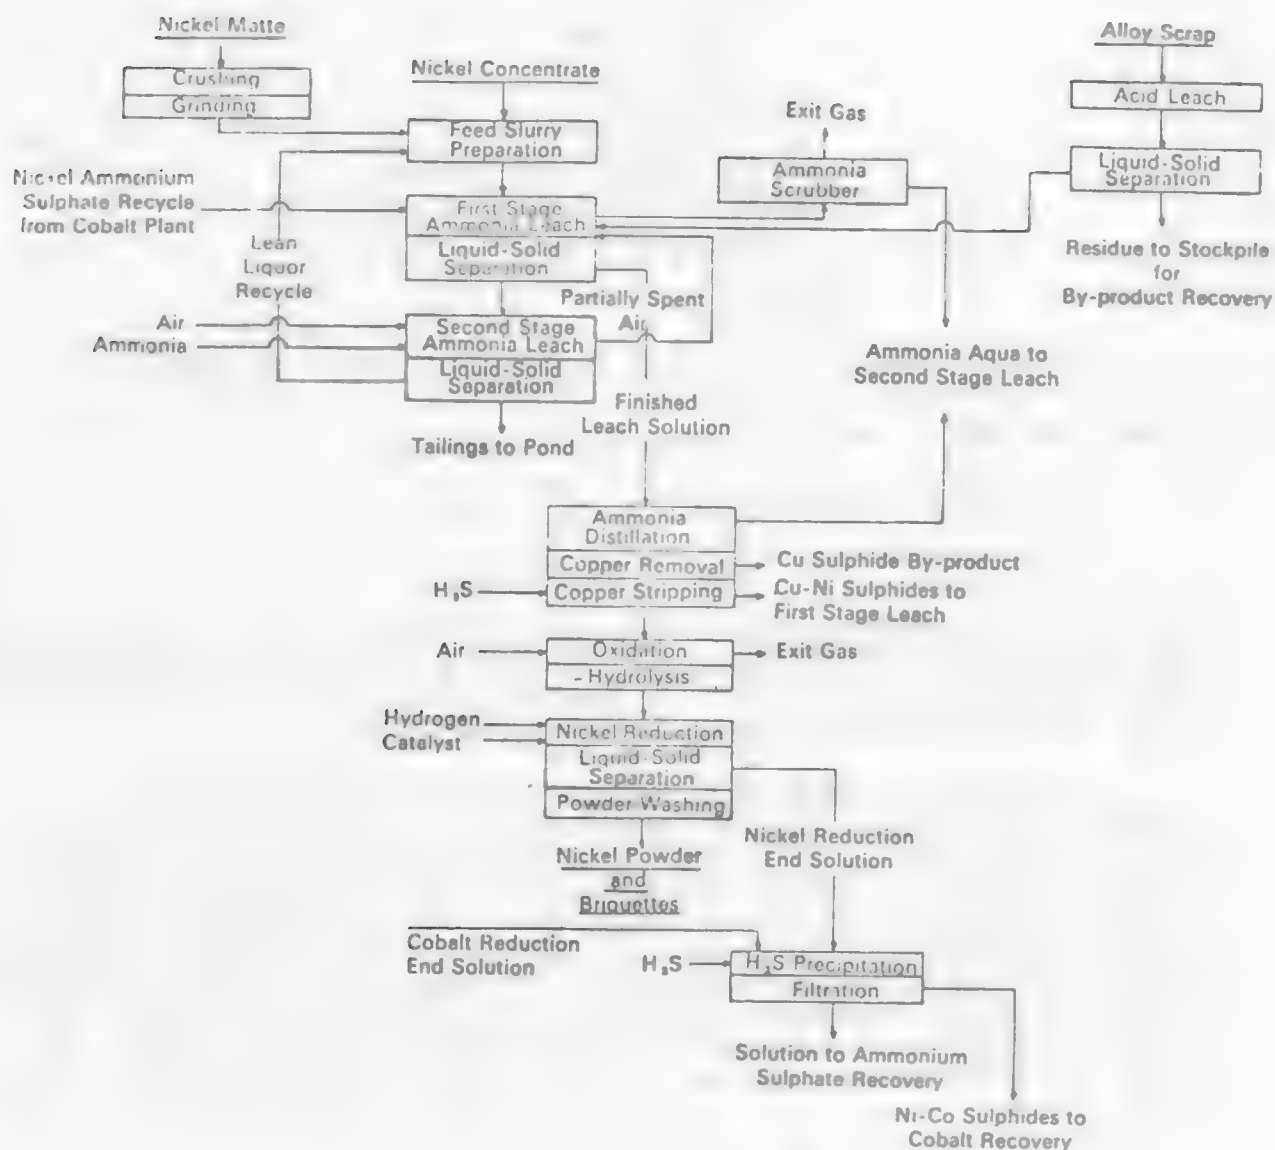 Nickel Matte
Crushing
Grinding
Nickel Concentrate
Feed Slurry
Preparation
Alloy Scrap
Acid Leach
Liquid-Solid
Separation
Residue to Stockpile
for
By-product Recovery
Exit Gas
Ammonia
Scrubber
Nickel Ammonium
Sulphate Recycle
from Cobalt Plant
Lean
Liquor
Recycle
First Stage
Ammonia Leach
Liquid-Solid
Separation
Partially Spent
Air
Air
Ammonia
Second Stage
Ammonia Leach
Liquid-Solid
Separation
Tailings to Pond
Finished
Leach Solution
Ammonia Aqua to
Second Stage Leach
Ammonia
Distillation
Copper Removal
Cu Sulphide By-product
H₂S
Copper Stripping
Cu-Ni Sulphides to
First Stage Leach
Air
Oxidation
Exit Gas
Hydrolysis
Hydrogen
Catalyst
Nickel Reduction
Liquid-Solid
Separation
Powder Washing
Nickel Powder
and
Briquettes
Nickel Reduction
End Solution
Cobalt Reduction
End Solution
H₂S
H₂S Precipitation
Filtration
Solution to Ammonium
Sulphate Recovery
Ni-Co Sulphides to
Cobalt Recovery